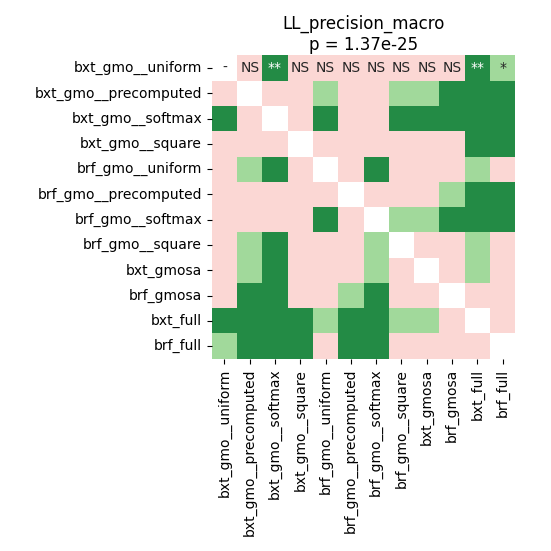 LL_precision_macro
p = 1.37e-25
bxt_gmo__uniform - NS ** NS NS NS NS NS NS NS ** *
bxt_gmo__precomputed
bxt_gmo__softmax
bxt_gmo__square
brf_gmo__uniform
brf_gmo__precomputed
brf_gmo__softmax
brf_gmo__square
bxt_gmosa
brf_gmosa
bxt_full
brf_full
bxt_gmo__uniform
bxt_gmo__precomputed
bxt_gmo__softmax
bxt_gmo__square
brf_gmo__uniform
brf_gmo__precomputed
brf_gmo__softmax
brf_gmo__square
bxt_gmosa
brf_gmosa
bxt_full
brf_full